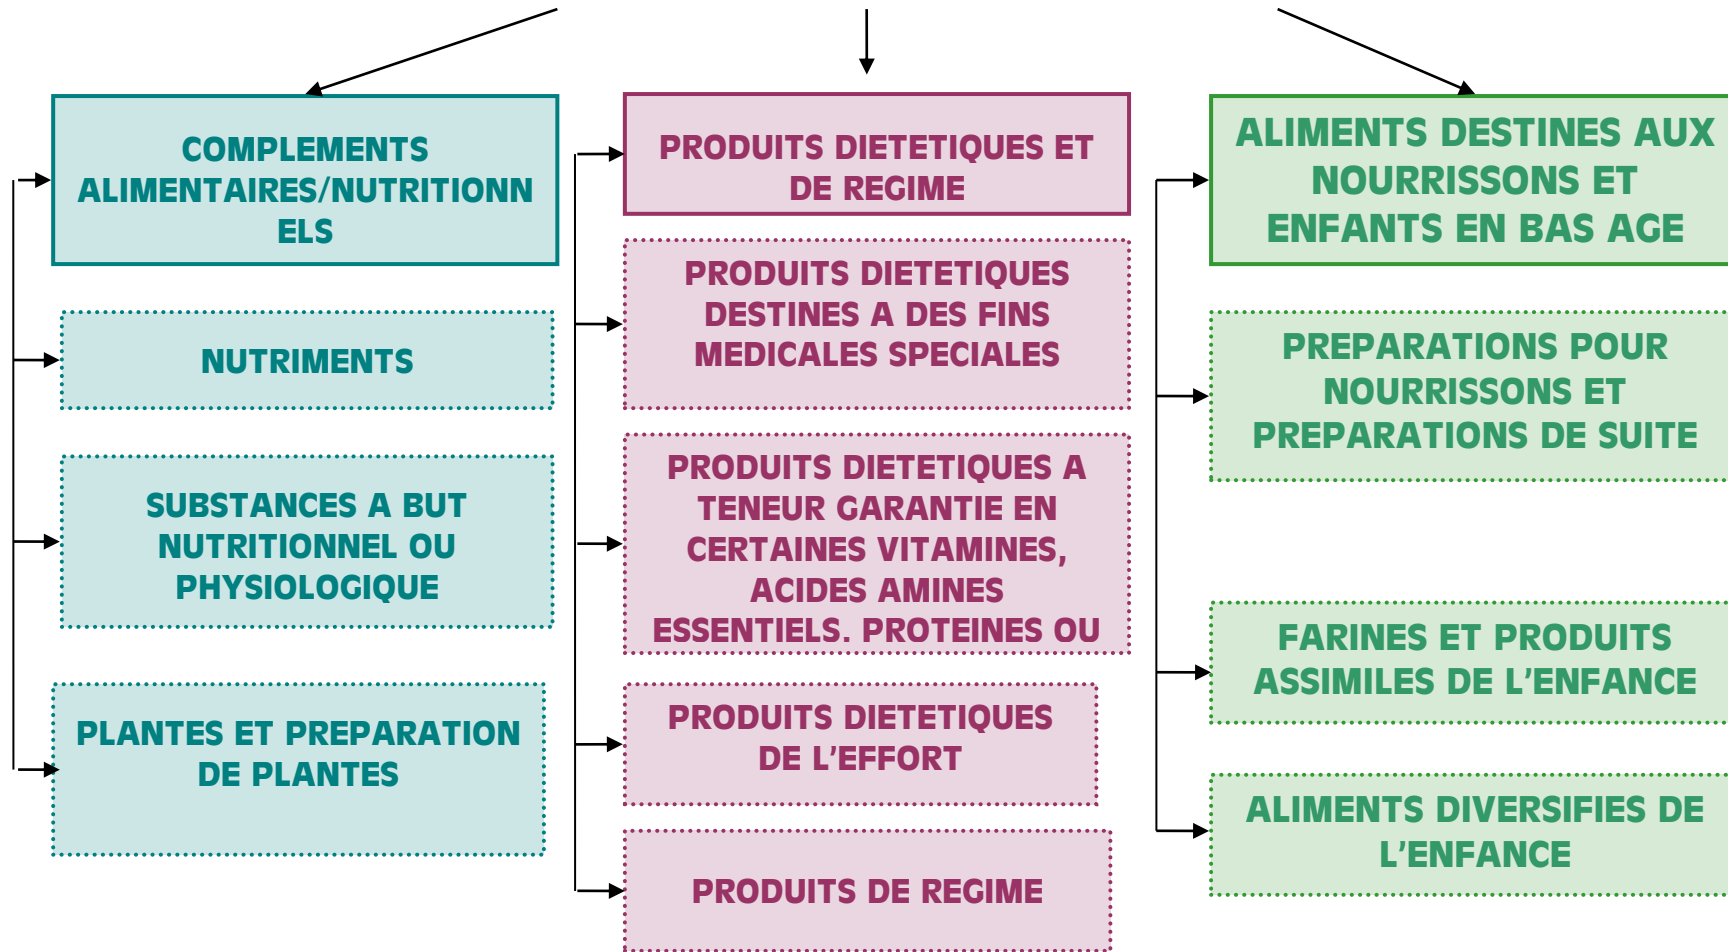 COMPLEMENTS
ALIMENTAIRES/NUTRITIONN
ELS
NUTRIMENTS
SUBSTANCES A BUT
NUTRITIONNEL OU
PHYSIOLOGIQUE
PLANTES ET PREPARATION
DE PLANTES
PRODUITS DIETETIQUES ET
DE REGIME
PRODUITS DIETETIQUES
DESTINES A DES FINS
MEDICALES SPECIALES
PRODUITS DIETETIQUES A
TENEUR GARANTIE EN
CERTAINES VITAMINES,
ACIDES AMINES
ESSENTIELS. PROTEINES OU
PRODUITS DIETETIQUES
DE L'EFFORT
PRODUITS DE REGIME
ALIMENTS DESTINES AUX
NOURRISSONS ET
ENFANTS EN BAS AGE
PREPARATIONS POUR
NOURRISSONS ET
PREPARATIONS DE SUITE
FARINES ET PRODUITS
ASSIMILES DE L'ENFANCE
ALIMENTS DIVERSIFIES DE
L'ENFANCE